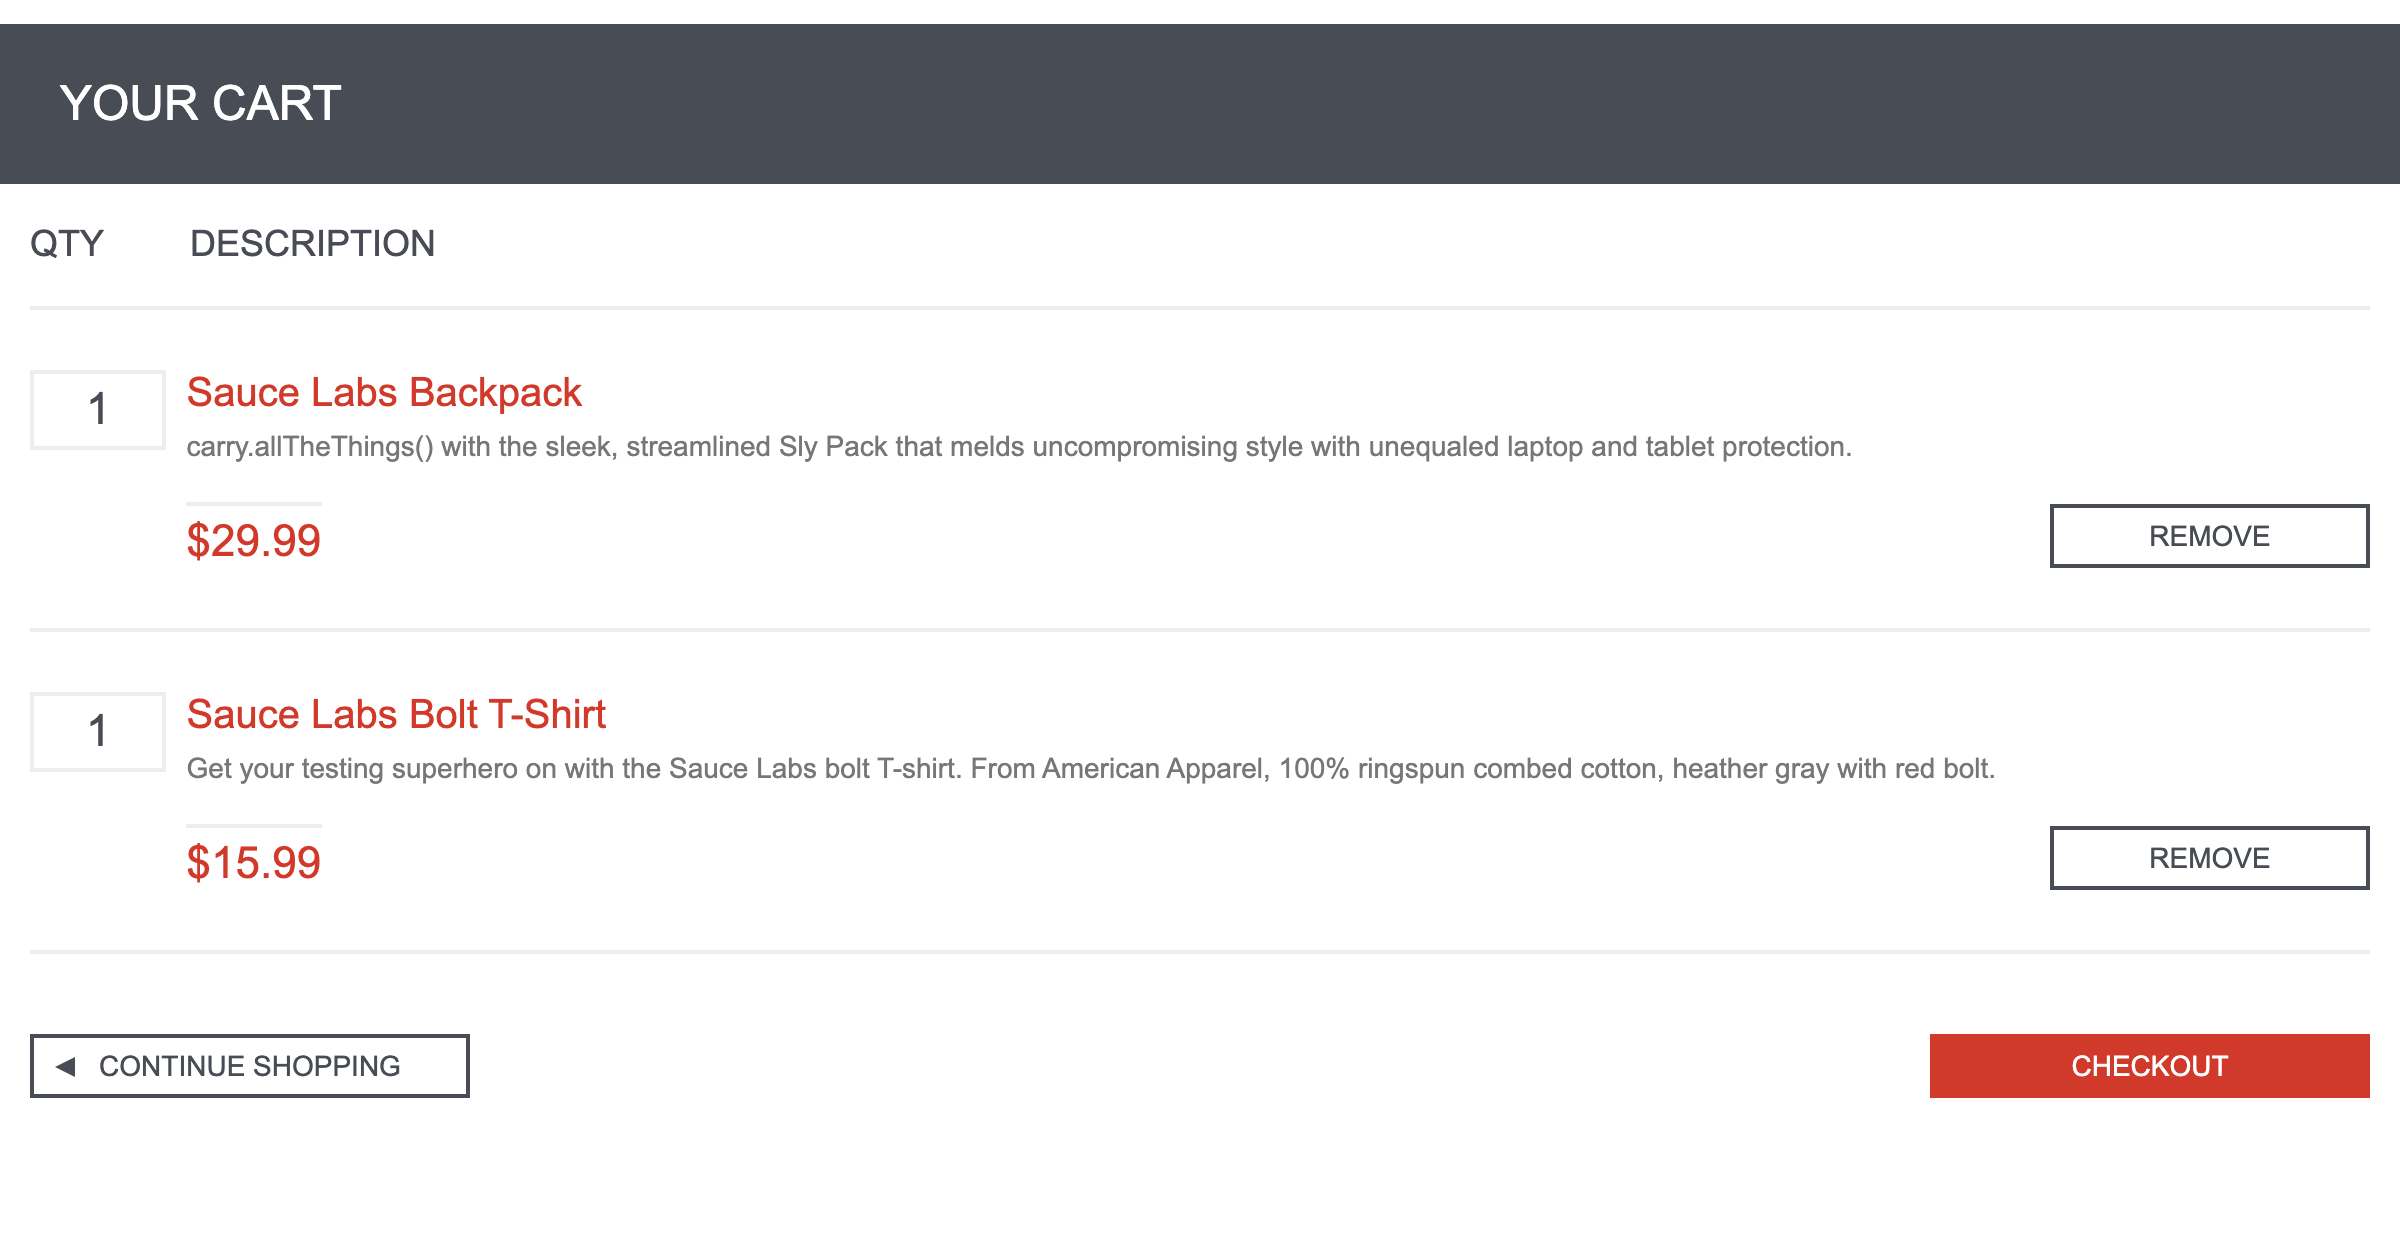 YOUR CART
QTY DESCRIPTION
1 Sauce Labs Backpack
carry.allTheThings() with the sleek, streamlined Sly Pack that melds uncompromising style with unequaled laptop and tablet protection.
$29.99 REMOVE
1 Sauce Labs Bolt T-Shirt
Get your testing superhero on with the Sauce Labs bolt T-shirt. From American Apparel, 100% ringspun combed cotton, heather gray with red bolt.
$15.99 REMOVE
CONTINUE SHOPPING CHECKOUT